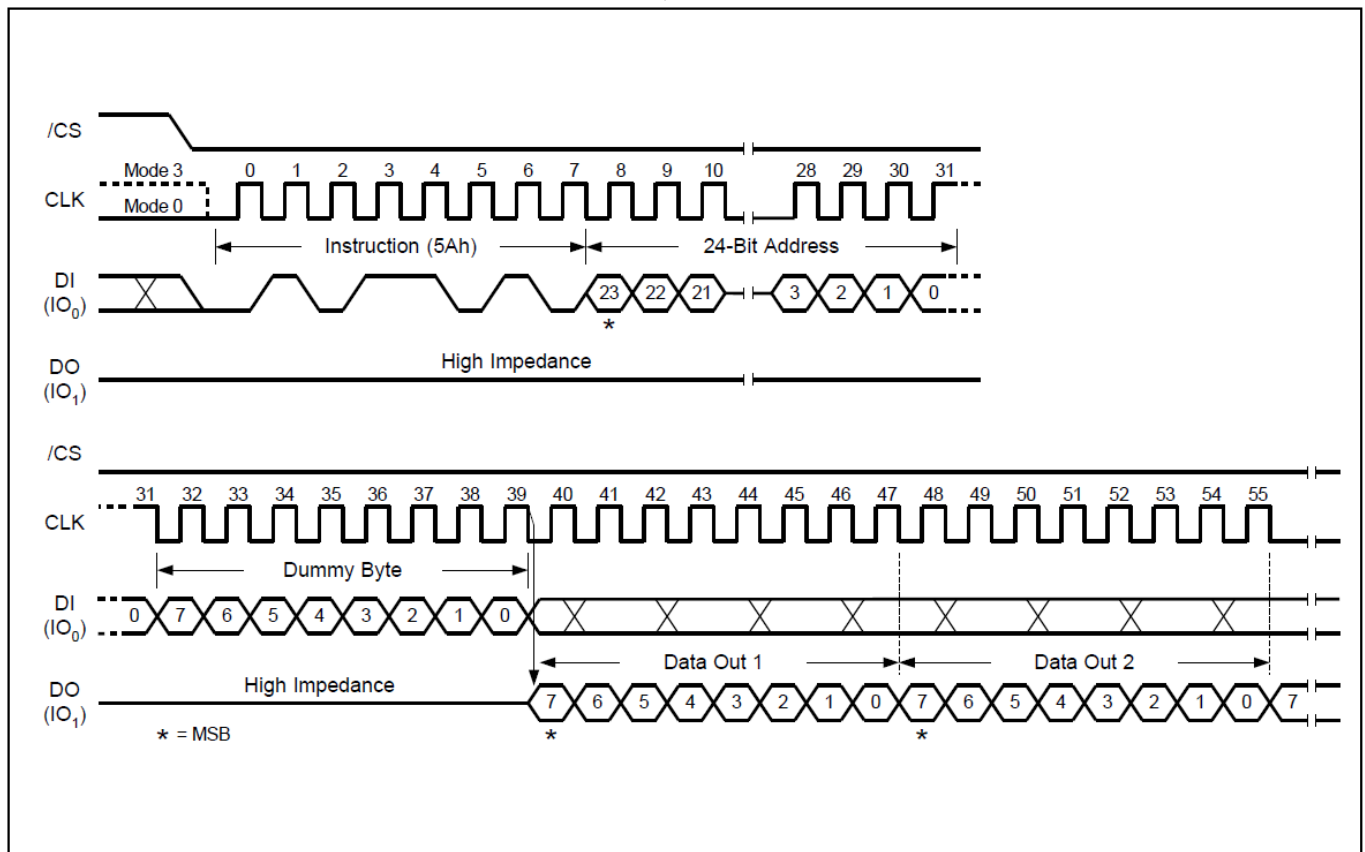 /CS
Mode 3 0 1 2 3 4 5 6 7 8 9 10 28 29 30 31
CLK
Mode 0
Instruction (5Ah) 24-Bit Address
DI
(IO0) 23 22 21 3 2 1 0
*
DO High Impedance
(IO1)
/CS
31 32 33 34 35 36 37 38 39 40 41 42 43 44 45 46 47 48 49 50 51 52 53 54 55
CLK
Dummy Byte
DI
(IO0) 0 7 6 5 4 3 2 1 0
Data Out 1 Data Out 2
DO High Impedance
(IO1) 7 6 5 4 3 2 1 0 7 6 5 4 3 2 1 0 7
* = MSB * *